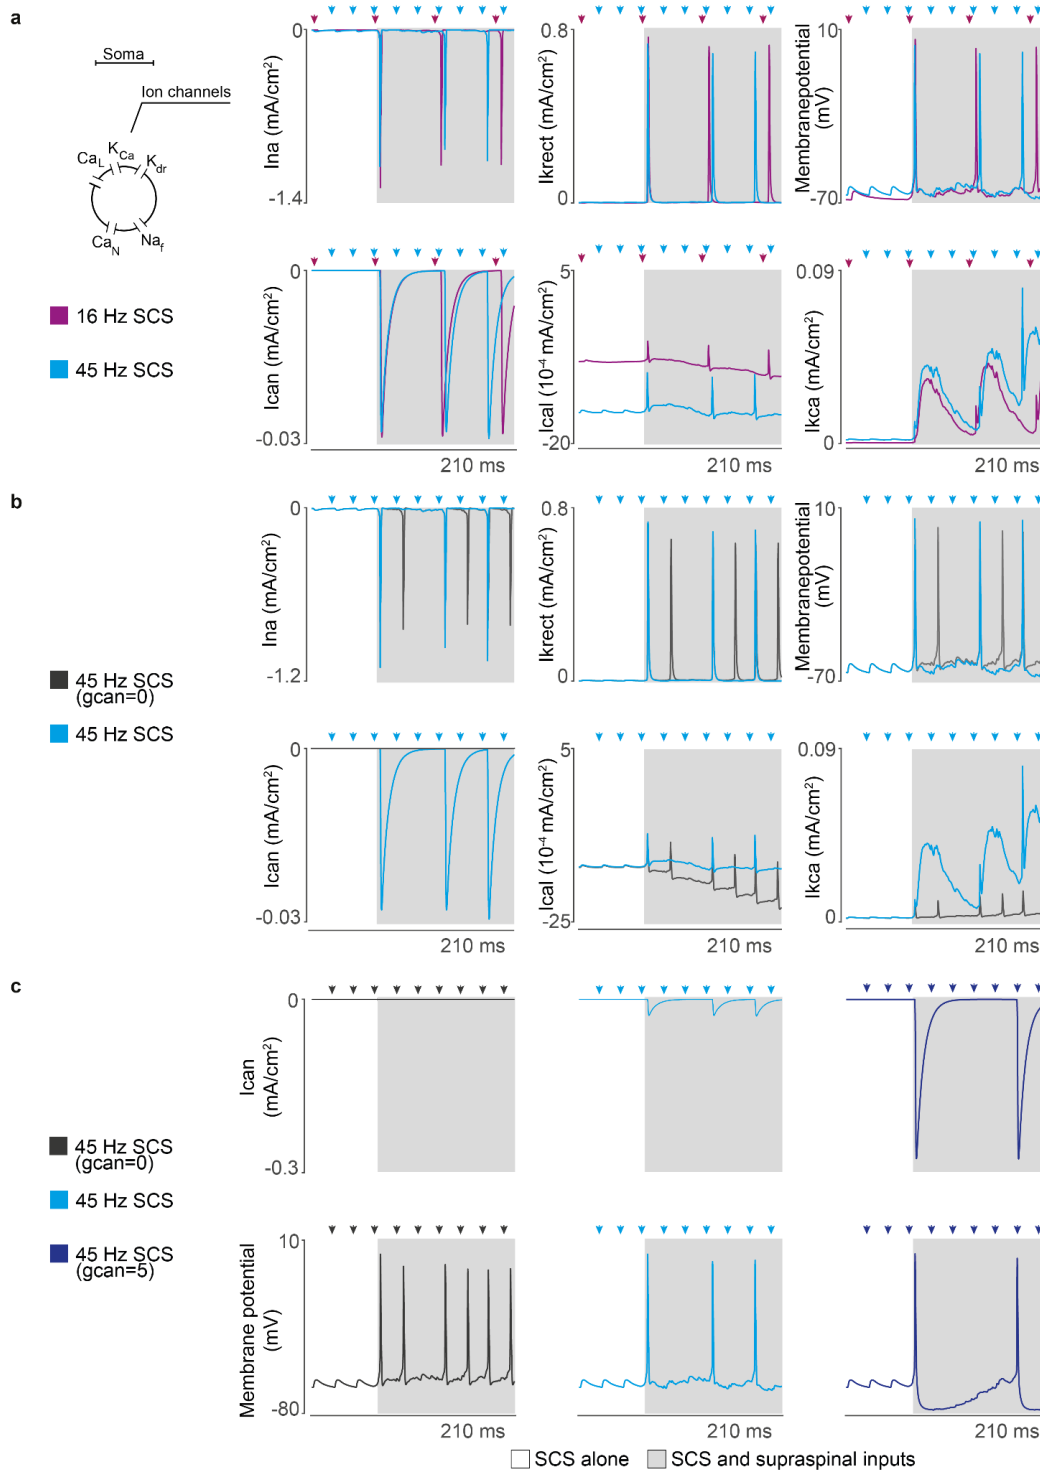 a
Soma
Ion channels
CaL
KCa
Kdr
CaN
Naf
16 Hz SCS
45 Hz SCS
0
Ina (mA/cm²)
-1.4
0.8
Ikrect (mA/cm²)
0
10
Membranepotential
(mV)
-70
0
Ican (mA/cm²)
-0.03
210 ms
5
Ical (10⁻⁴ mA/cm²)
-20
210 ms
0.09
Ikca (mA/cm²)
0
210 ms
b
45 Hz SCS
(gcan=0)
45 Hz SCS
0
Ina (mA/cm²)
-1.2
0.8
Ikrect (mA/cm²)
0
10
Membranepotential
(mV)
-70
0
Ican (mA/cm²)
-0.03
210 ms
5
Ical (10⁻⁴ mA/cm²)
-25
210 ms
0.09
Ikca (mA/cm²)
0
210 ms
c
45 Hz SCS
(gcan=0)
45 Hz SCS
45 Hz SCS
(gcan=5)
0
Ican
(mA/cm²)
-0.3
10
Membrane potential
(mV)
-80
210 ms
210 ms
210 ms
SCS alone
SCS and supraspinal inputs